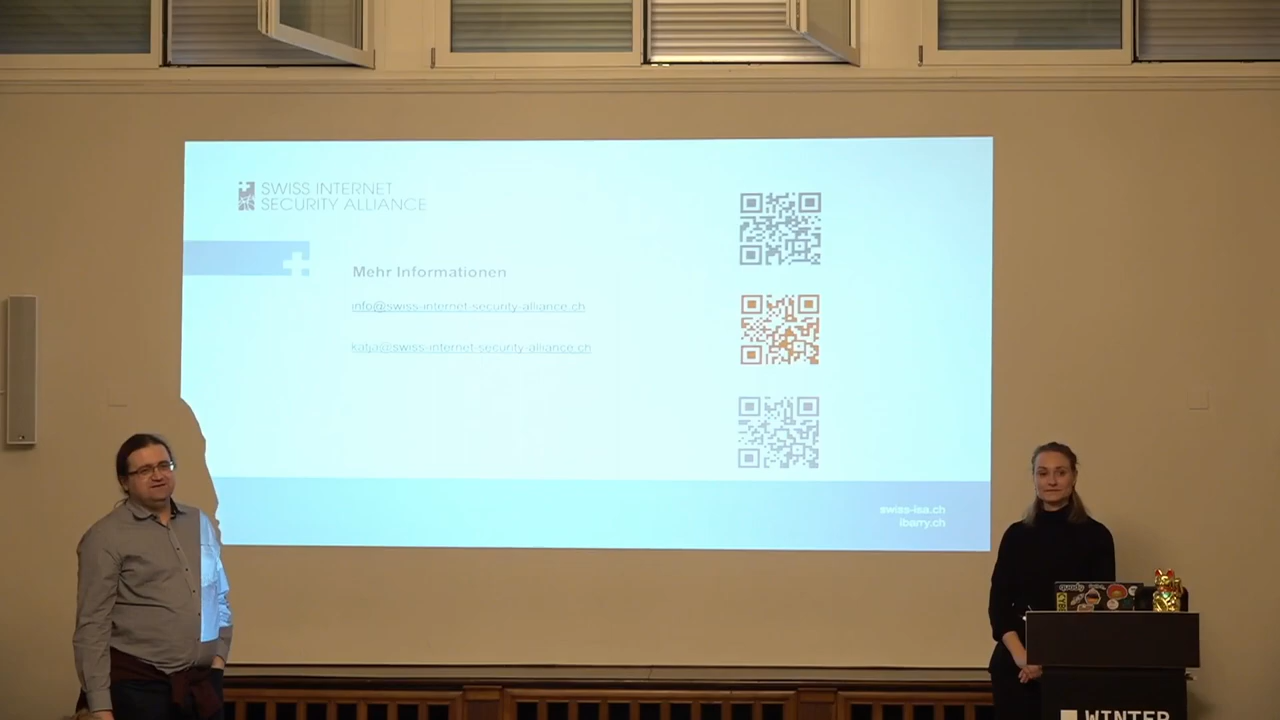 SWISS INTERNET
SECURITY ALLIANCE
Mehr Informationen
info@swiss-internet-security-alliance.ch
katja@swiss-internet-security-alliance.ch
swiss-isa.ch
ibarry.ch
WINTER